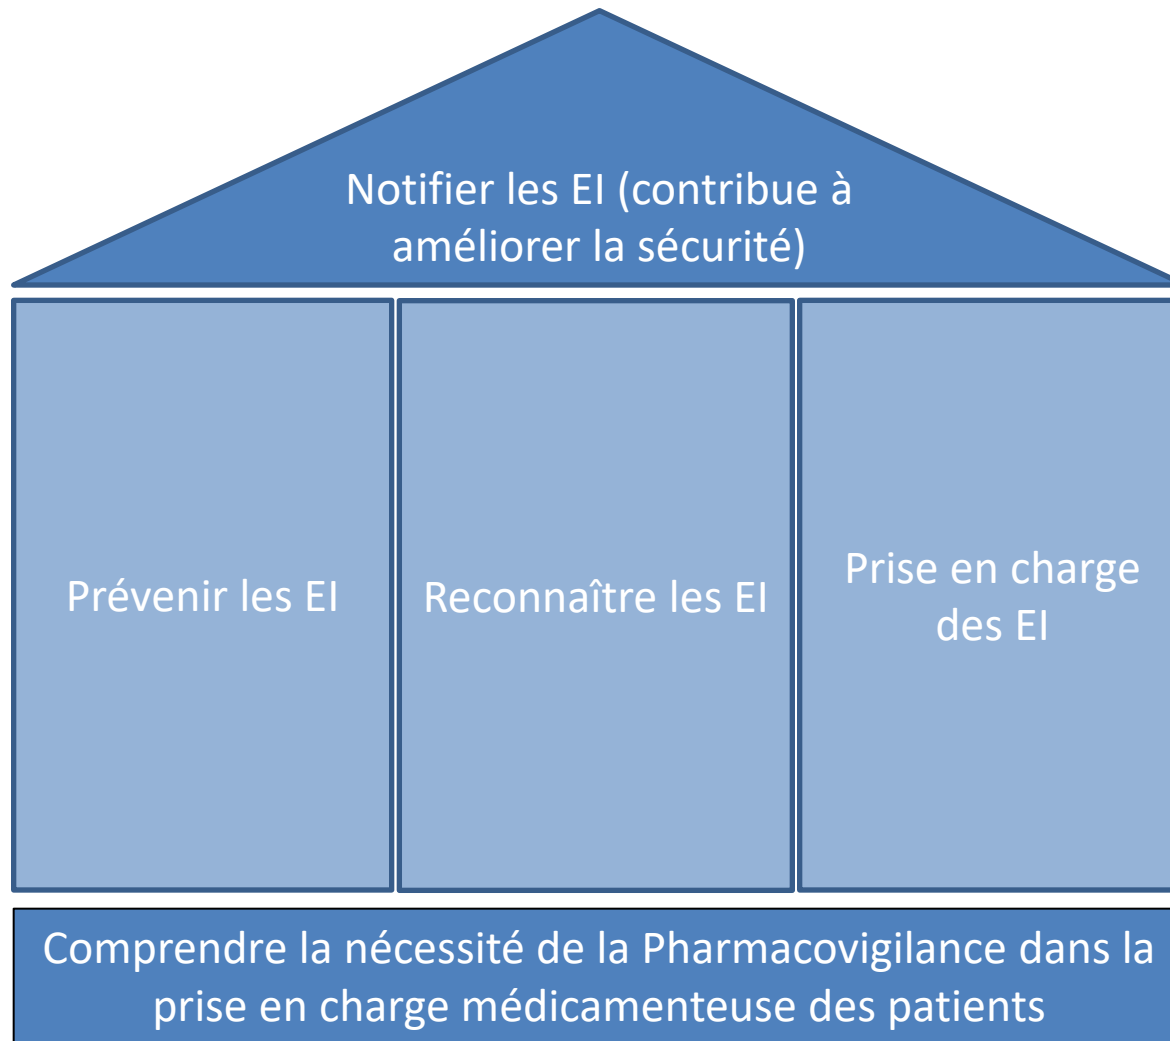 Notifier les EI (contribue à
améliorer la sécurité)
Prévenir les EI
Reconnaître les EI
Prise en charge
des EI
Comprendre la nécessité de la Pharmacovigilance dans la
prise en charge médicamenteuse des patients